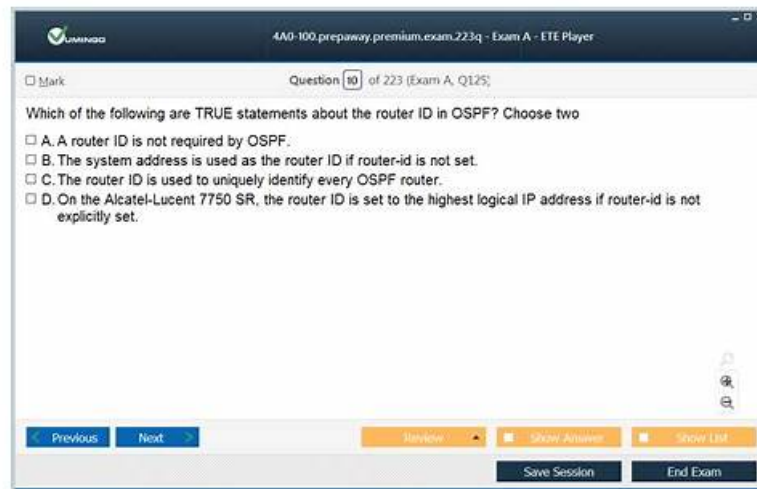 Vumingo
4A0-100.prepaway.premium.exam.223q - Exam A - ETE Player
Mark
Question 10 of 223 (Exam A, Q125)
Which of the following are TRUE statements about the router ID in OSPF? Choose two
A. A router ID is not required by OSPF.
B. The system address is used as the router ID if router-id is not set.
C. The router ID is used to uniquely identify every OSPF router.
D. On the Alcatel-Lucent 7750 SR, the router ID is set to the highest logical IP address if router-id is not
explicitly set.
Previous Next Review Show Answer Show List
Save Session End Exam